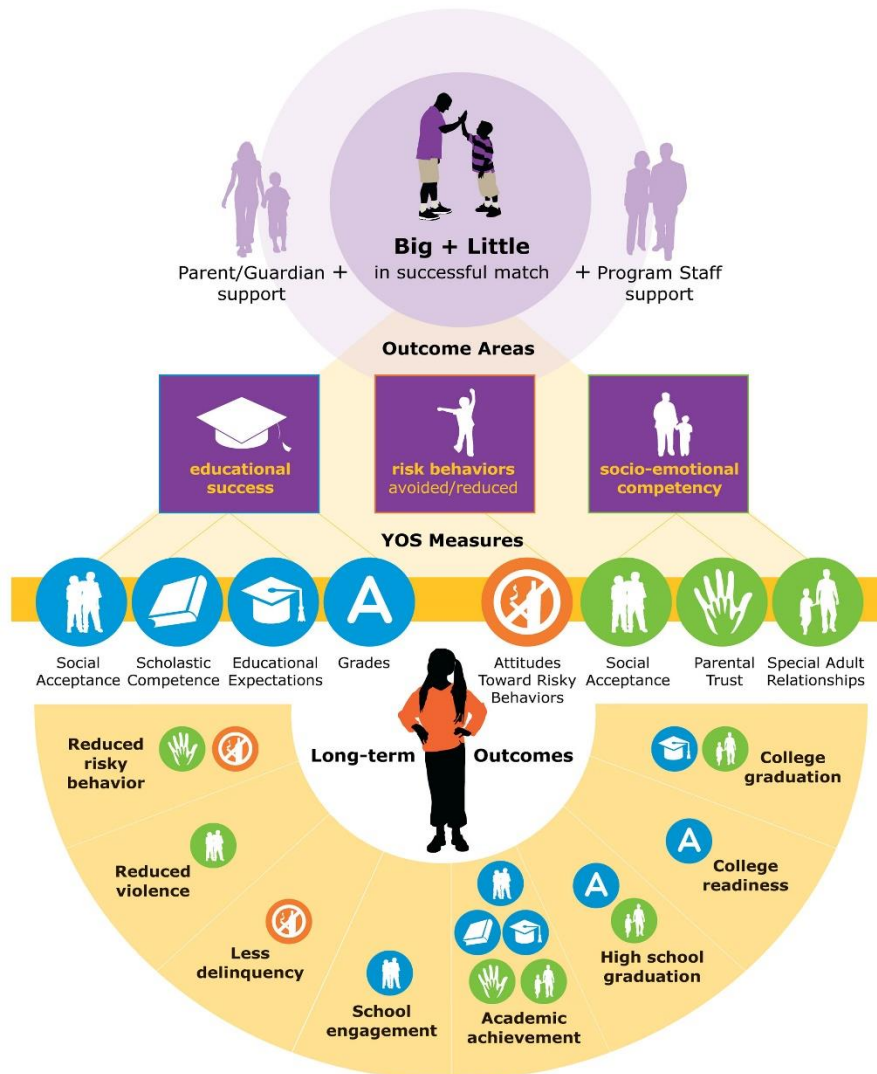 Big + Little
in successful match
Parent/Guardian +
support
+ Program Staff
support
Outcome Areas
educational
success
risk behaviors
avoided/reduced
socio-emotional
competency
YOS Measures
A
Social
Acceptance
Scholastic
Competence
Educational
Expectations
Grades
Attitudes
Toward Risky
Behaviors
Social
Acceptance
Parental
Trust
Special Adult
Relationships
Long-term Outcomes
Reduced
risky
behavior
Reduced
violence
Less
delinquency
School
engagement
Academic
achievement
A
High school
graduation
A
College
readiness
College
graduation